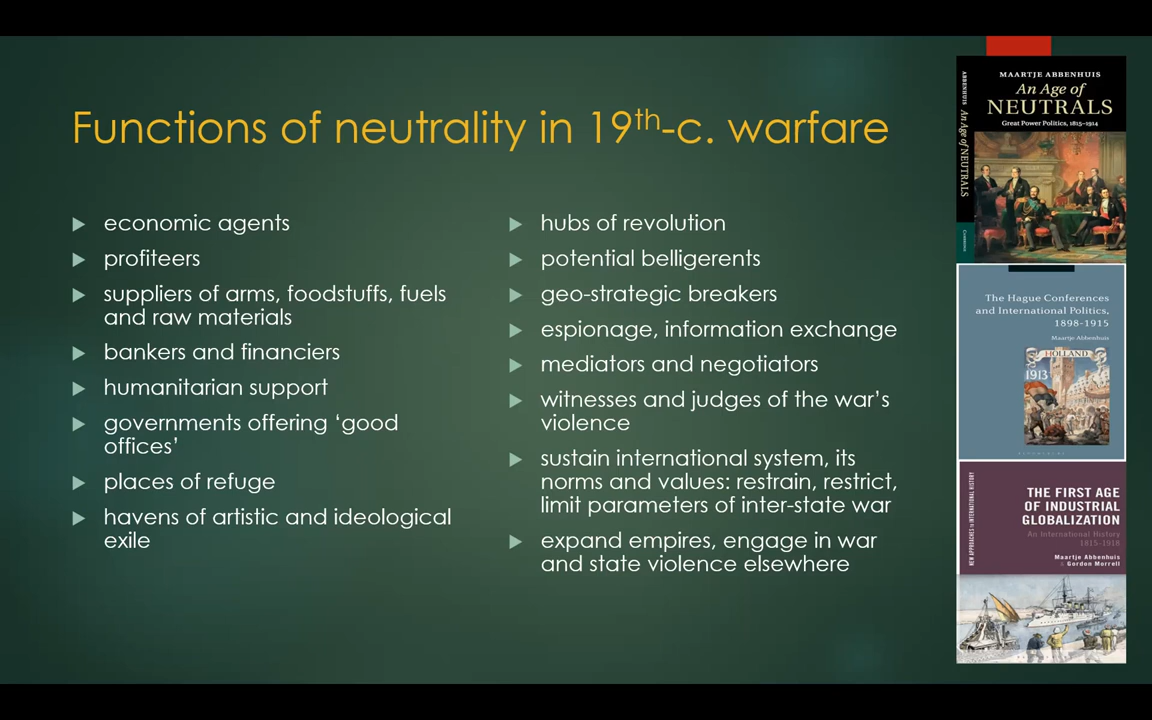 Functions of neutrality in 19th-c. warfare
economic agents
profiteers
suppliers of arms, foodstuffs, fuels
and raw materials
bankers and financiers
humanitarian support
governments offering ‘good
offices’
places of refuge
havens of artistic and ideological
exile
hubs of revolution
potential belligerents
geo-strategic breakers
espionage, information exchange
mediators and negotiators
witnesses and judges of the war’s
violence
sustain international system, its
norms and values: restrain, restrict,
limit parameters of inter-state war
expand empires, engage in war
and state violence elsewhere
ABBENHUIS An Age of NEUTRALS
MAARTJE ABBENHUIS
An Age of
NEUTRALS
Great Power Politics, 1815–1914
The Hague Conferences
and International Politics,
1898-1915
Maartje Abbenhuis
HOLLAND
1913
NEW APPROACHES TO INTERNATIONAL HISTORY
THE FIRST AGE
OF INDUSTRIAL
GLOBALIZATION
An International History
1815-1918
Maartje Abbenhuis
& Gordon Morrell